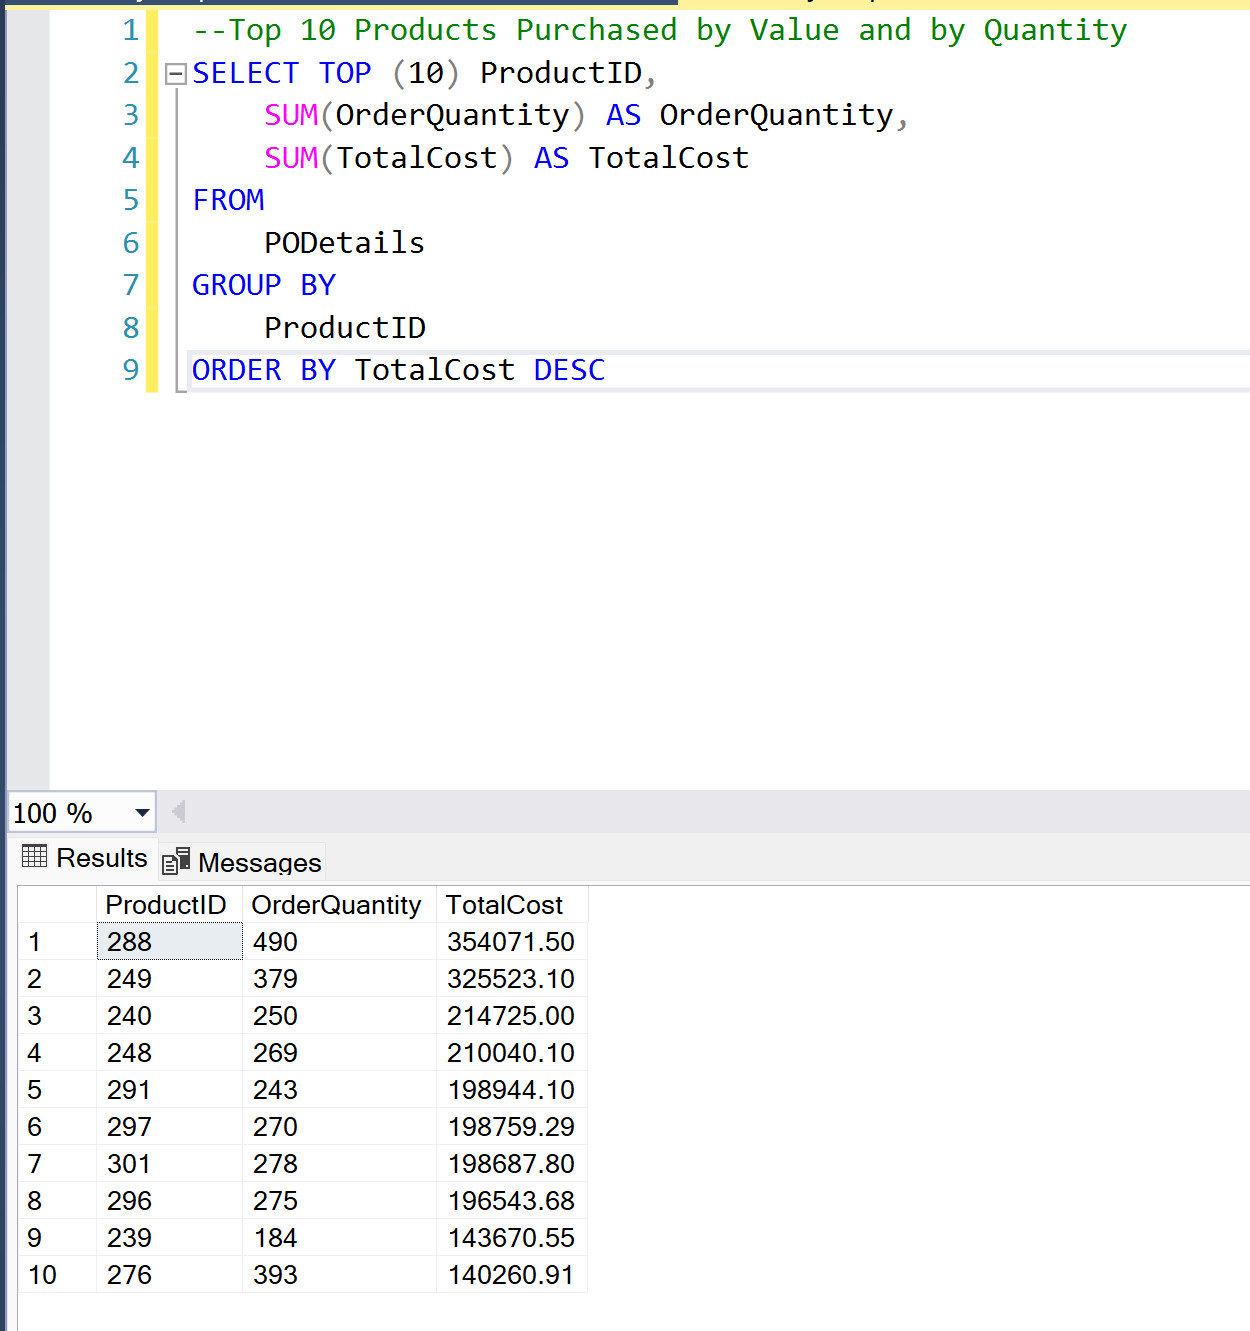 1 --Top 10 Products Purchased by Value and by Quantity
2 SELECT TOP (10) ProductID,
3 SUM(OrderQuantity) AS OrderQuantity,
4 SUM(TotalCost) AS TotalCost
5 FROM
6 PODetails
7 GROUP BY
8 ProductID
9 ORDER BY TotalCost DESC
100 %
Results Messages
ProductID OrderQuantity TotalCost
1 288 490 354071.50
2 249 379 325523.10
3 240 250 214725.00
4 248 269 210040.10
5 291 243 198944.10
6 297 270 198759.29
7 301 278 198687.80
8 296 275 196543.68
9 239 184 143670.55
10 276 393 140260.91